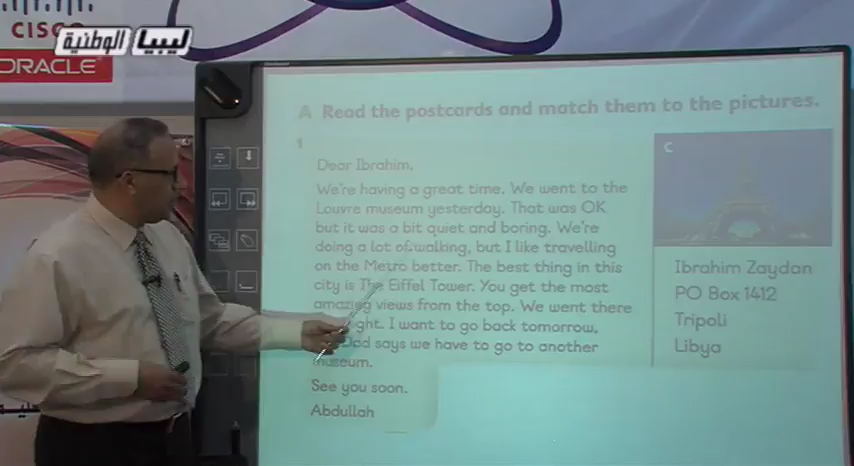 CISCO
ليبيا الوطنية
ORACLE
A Read the postcards and match them to the pictures.
1
Dear Ibrahim,
We're having a great time. We went to the
Louvre museum yesterday. That was OK
but it was a bit quiet and boring. We're
doing a lot of walking, but I like travelling
on the Metro better. The best thing in this
city is The Eiffel Tower. You get the most
amazing views from the top. We went there
ght. I want to go back tomorrow,
Dad says we have to go to another
museum.
See you soon.
Abdullah
C
Ibrahim Zaydan
PO Box 1412
Tripoli
Libya